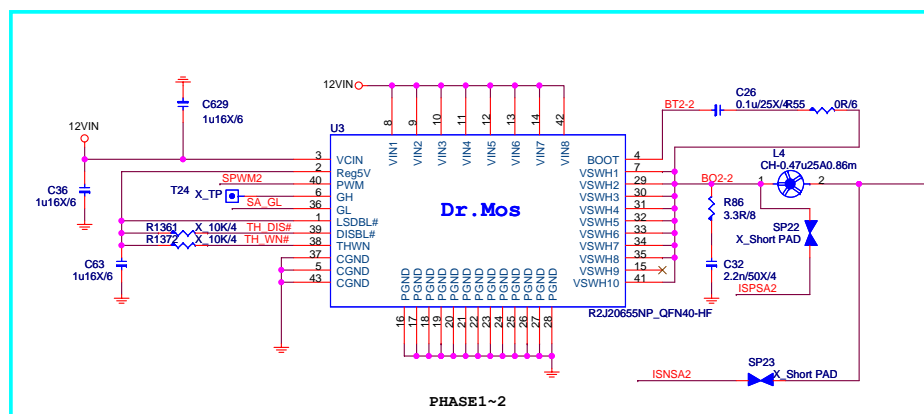 12VIN
C629
1u16X/6
12VIN
C36
1u16X/6
C63
1u16X/6
T24
X_TP
SPWM2
SA_GL
R1361
X_10K/4
TH_DIS#
R1372
X_10K/4
TH_WN#
U3
Dr.Mos
8
9
10
11
12
13
14
42
VIN1
VIN2
VIN3
VIN4
VIN5
VIN6
VIN7
VIN8
3 VCIN
2 Reg5V
40 PWM
6 GH
36 GL
1 LSDBL#
39 DISBL#
38 THWN
37 CGND
5 CGND
43 CGND
BOOT 4
VSWH1 7
VSWH2 29
VSWH3 30
VSWH4 31
VSWH5 32
VSWH6 33
VSWH7 34
VSWH8 35
VSWH9 15
VSWH10 41
PGND
PGND
PGND
PGND
PGND
PGND
PGND
PGND
PGND
PGND
PGND
PGND
PGND
16
17
18
19
20
21
22
23
24
25
26
27
28
R2J20655NP_QFN40-HF
BT2-2
C26
0.1u/25X/4
R55
0R/6
L4
CH-0.47u25A0.86m
BO2-2
1
2
R86
3.3R/8
C32
2.2n/50X/4
SP22
X_Short PAD
ISPSA2
SP23
X_Short PAD
ISNSA2
PHASE1~2